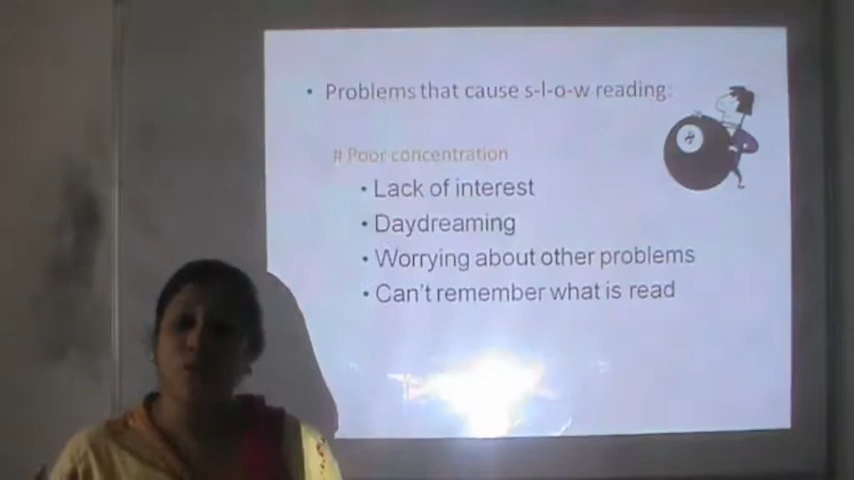 • Problems that cause s-l-o-w reading:
# Poor concentration
• Lack of interest
• Daydreaming
• Worrying about other problems
• Can't remember what is read